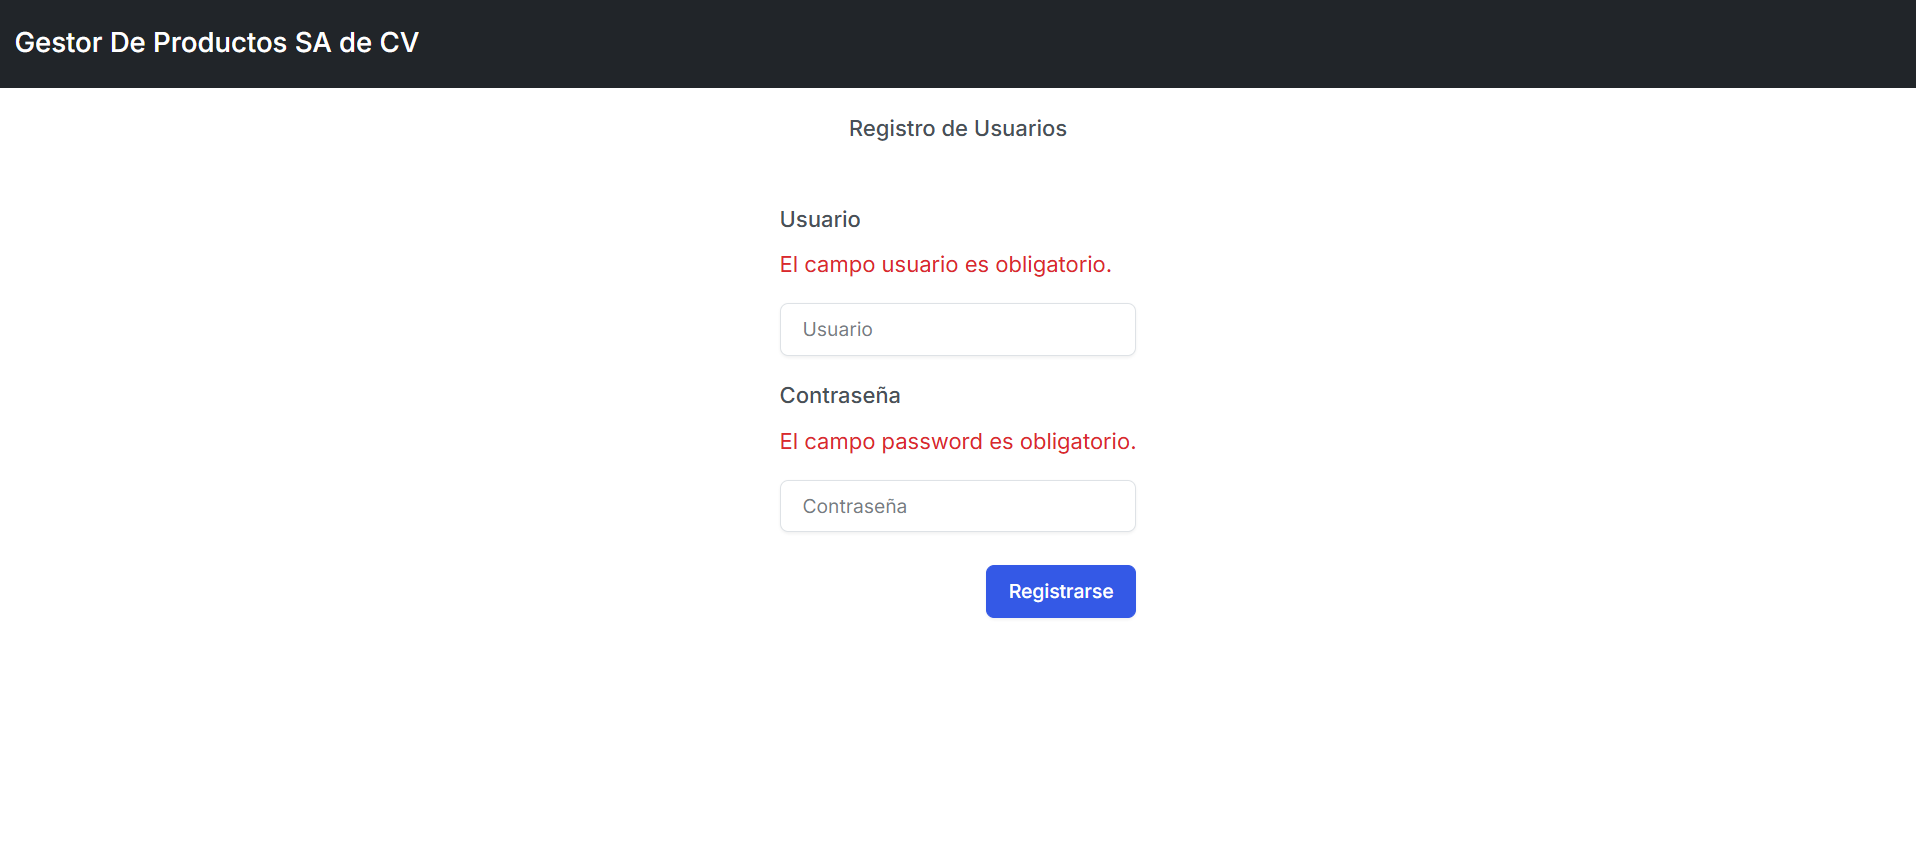 Gestor De Productos SA de CV
Registro de Usuarios
Usuario
El campo usuario es obligatorio.
Usuario
Contraseña
El campo password es obligatorio.
Contraseña
Registrarse